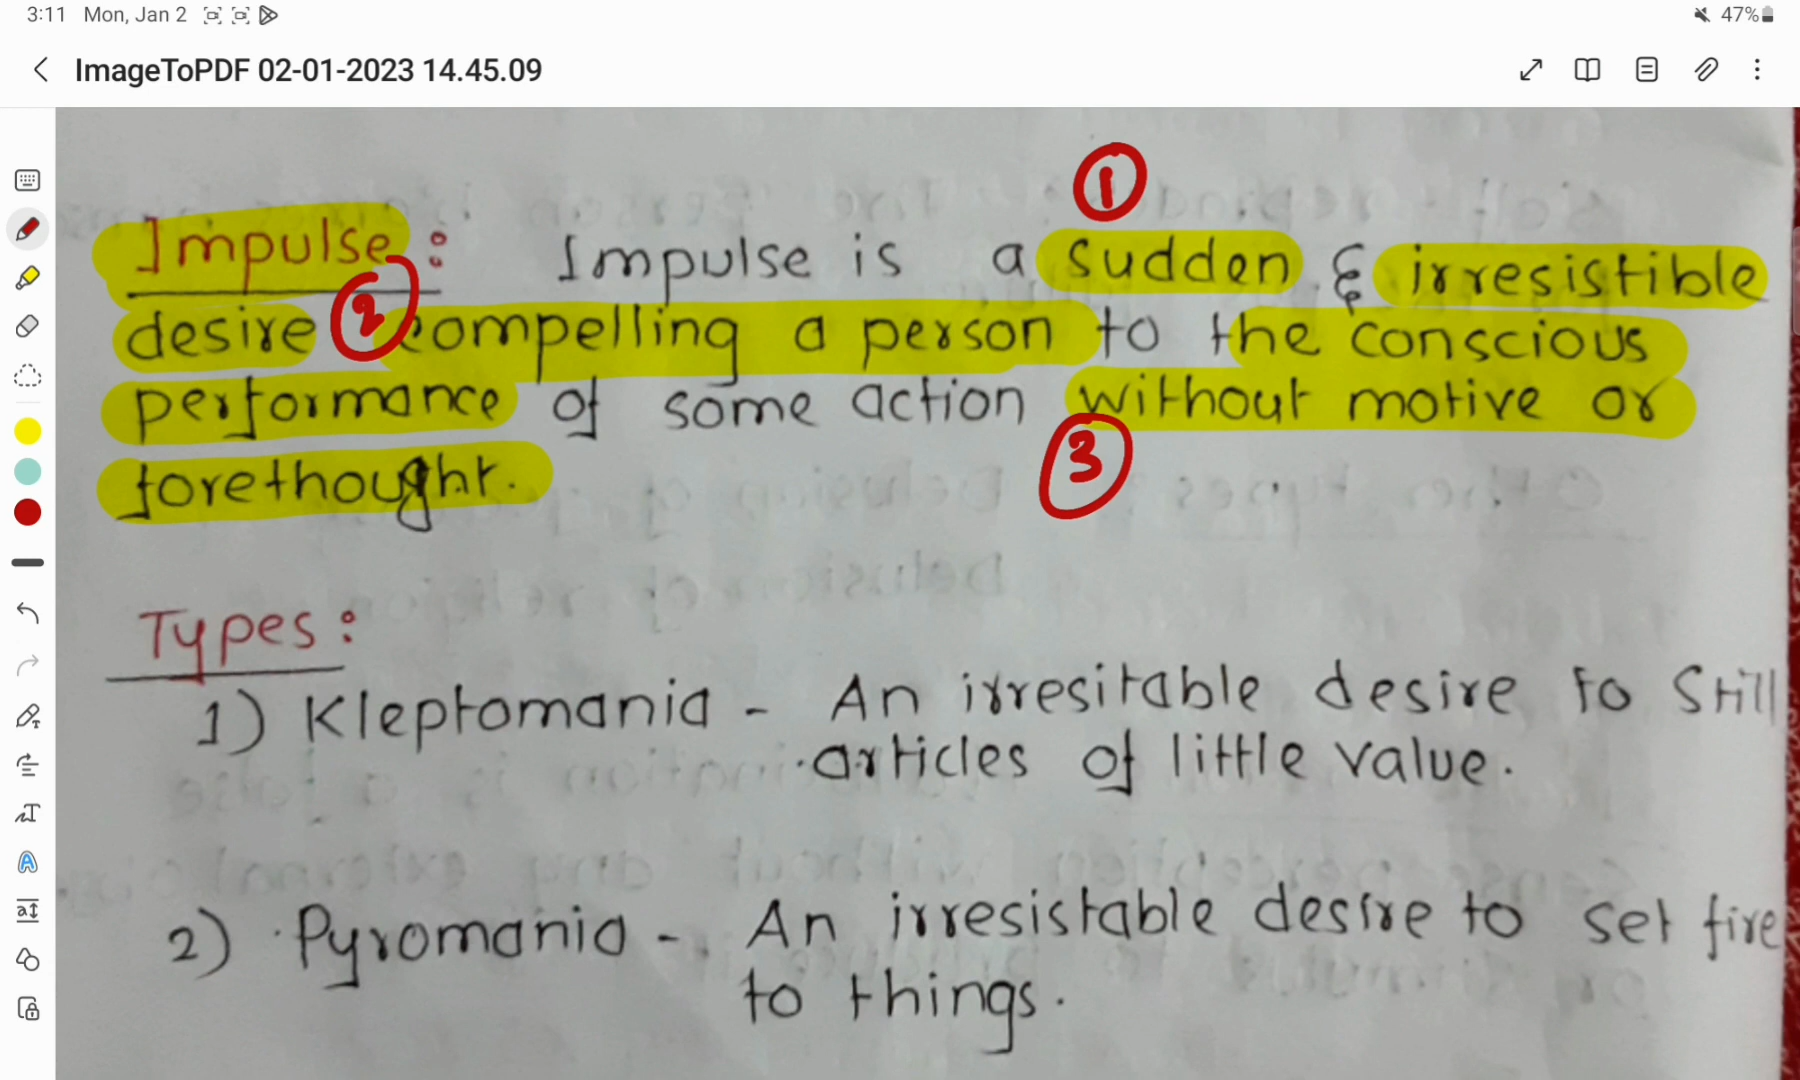 3:11 Mon, Jan 2
47%
ImageToPDF 02-01-2023 14.45.09
①
Impulse: Impulse is a sudden & irresistible
desire ② compelling a person to the conscious
performance of some action without motive or
③
forethought.
Types:
1) Kleptomania - An irresitable desire to Still
articles of little value.
2) Pyromania - An irresistable desire to set fire
to things.